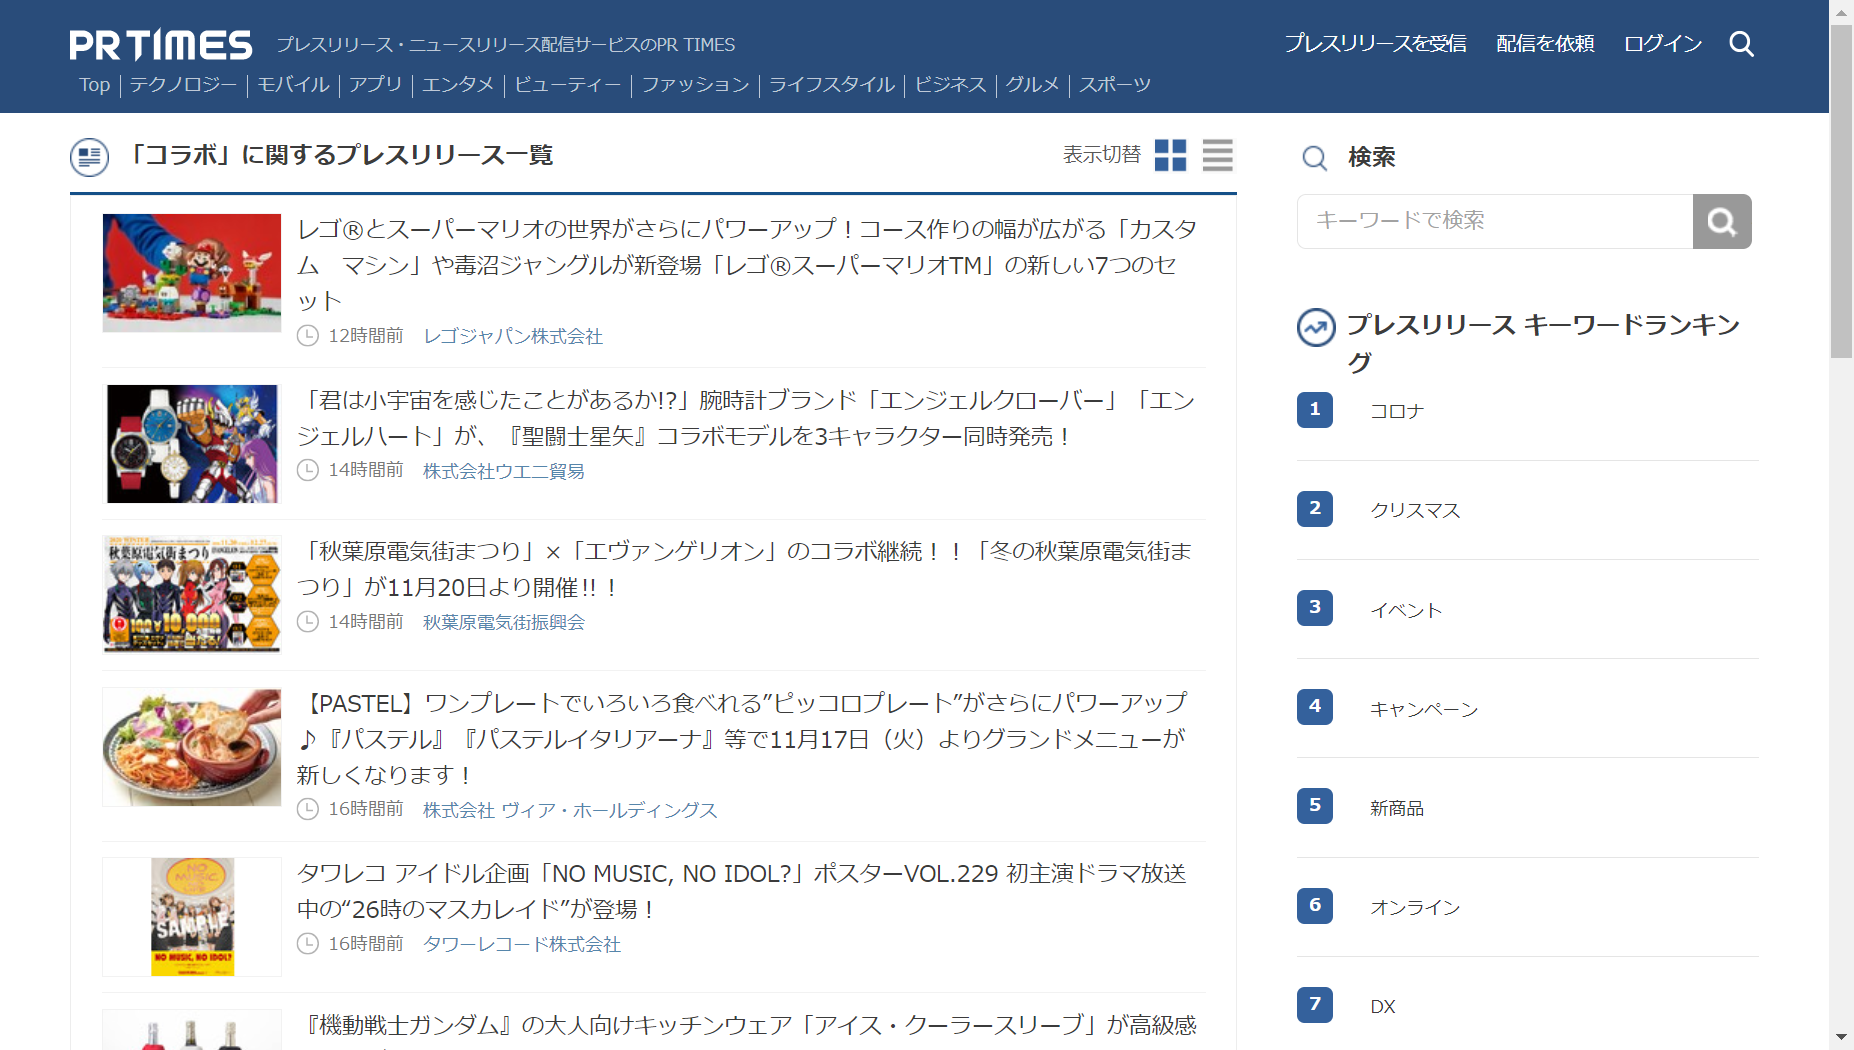 PR TIMES
プレスリリース・ニュースリリース配信サービスのPR TIMES
プレスリリースを受信 配信を依頼 ログイン
Top テクノロジー モバイル アプリ エンタメ ビューティー ファッション ライフスタイル ビジネス グルメ スポーツ
「コラボ」に関するプレスリリース一覧
表示切替
レゴ®とスーパーマリオの世界がさらにパワーアップ！コース作りの幅が広がる「カスタ
ム　マシン」や毒沼ジャングルが新登場「レゴ®スーパーマリオTM」の新しい7つのセ
ット
12時間前 レゴジャパン株式会社
「君は小宇宙を感じたことがあるか!?」腕時計ブランド「エンジェルクローバー」「エン
ジェルハート」が、『聖闘士星矢』コラボモデルを3キャラクター同時発売！
14時間前 株式会社ウエニ貿易
秋葉原電気街まつり
「秋葉原電気街まつり」×「エヴァンゲリオン」のコラボ継続！！「冬の秋葉原電気街ま
つり」が11月20日より開催!!！
14時間前 秋葉原電気街振興会
【PASTEL】ワンプレートでいろいろ食べれる”ピッコロプレート”がさらにパワーアップ
♪『パステル』『パステルイタリアーナ』等で11月17日（火）よりグランドメニューが
新しくなります！
16時間前 株式会社 ヴィア・ホールディングス
NO
MUSIC,
SAMPLE
NO MUSIC, NO IDOL?
タワレコ アイドル企画「NO MUSIC, NO IDOL?」ポスターVOL.229 初主演ドラマ放送
中の“26時のマスカレイド”が登場！
16時間前 タワーレコード株式会社
『機動戦士ガンダム』の大人向けキッチンウェア「アイス・クーラースリーブ」が高級感
検索
キーワードで検索
プレスリリース キーワードランキン
グ
1 コロナ
2 クリスマス
3 イベント
4 キャンペーン
5 新商品
6 オンライン
7 DX